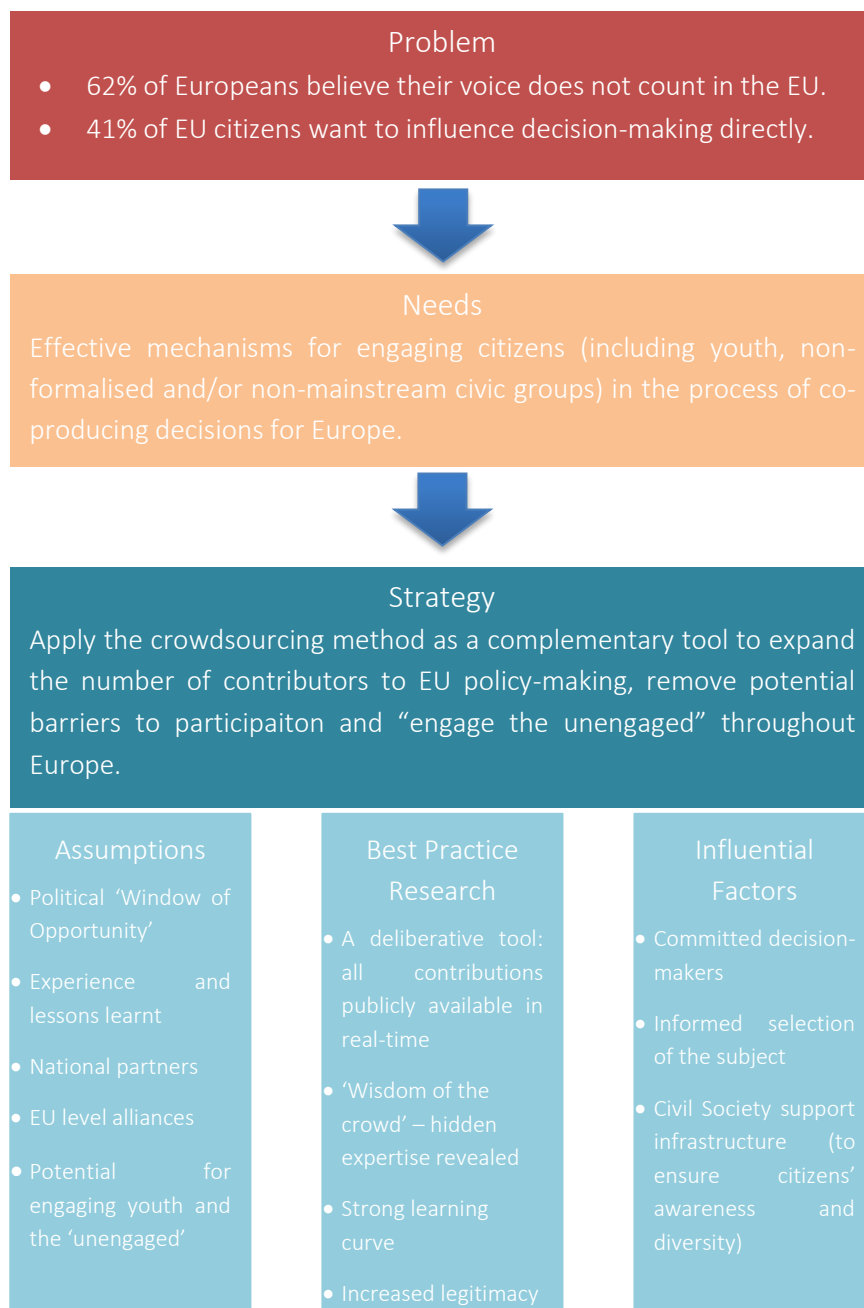 Problem
• 62% of Europeans believe their voice does not count in the EU.
• 41% of EU citizens want to influence decision-making directly.
Needs
Effective mechanisms for engaging citizens (including youth, non-
formalised and/or non-mainstream civic groups) in the process of co-
producing decisions for Europe.
Strategy
Apply the crowdsourcing method as a complementary tool to expand
the number of contributors to EU policy-making, remove potential
barriers to participaiton and “engage the unengaged” throughout
Europe.
Assumptions
• Political ‘Window of
Opportunity’
• Experience and
lessons learnt
• National partners
• EU level alliances
• Potential for
engaging youth and
the ‘unengaged’
Best Practice
Research
• A deliberative tool:
all contributions
publicly available in
real-time
• ‘Wisdom of the
crowd’ – hidden
expertise revealed
• Strong learning
curve
• Increased legitimacy
Influential
Factors
• Committed decision-
makers
• Informed selection
of the subject
• Civil Society support
infrastructure (to
ensure citizens’
awareness and
diversity)